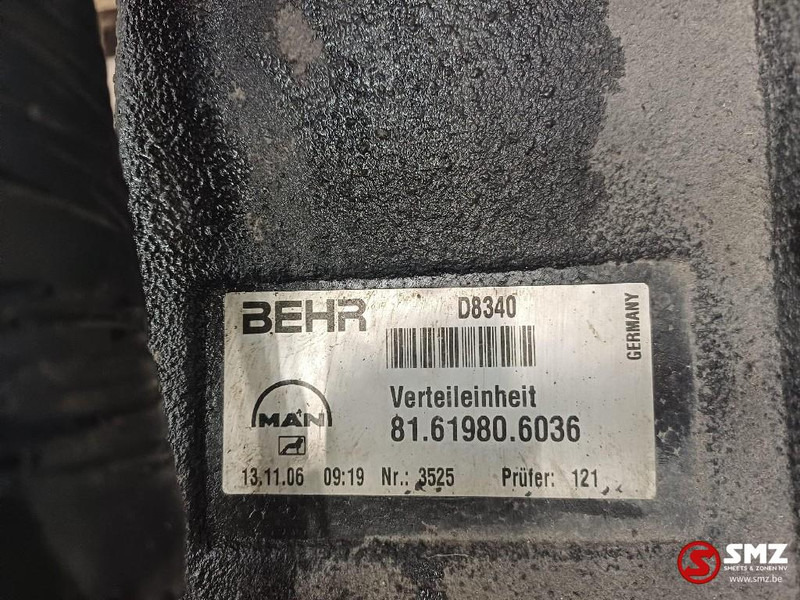 BEHR D8340
GERMANY
MAN
Verteileinheit
81.61980.6036
13.11.06 09:19 Nr.: 3525 Prüfer: 121
SMZ
SMEETS & ZONEN NV
www.smz.be